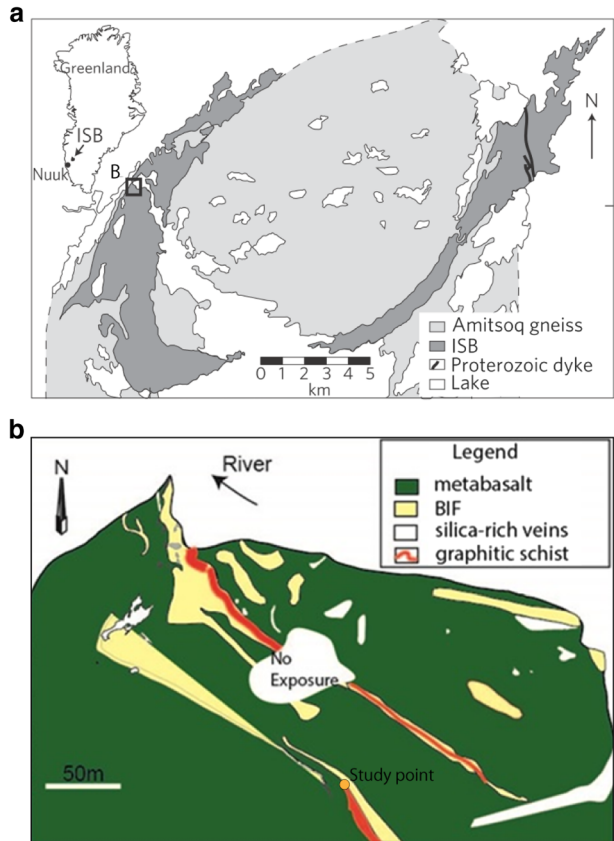 a
Greenland
ISB
Nuuk
B
N
Amitsoq gneiss
ISB
Proterozoic dyke
Lake
0 1 2 3 4 5
km
b
N
River
Legend
metabasalt
BIF
silica-rich veins
graphitic schist
No
Exposure
50m
Study point